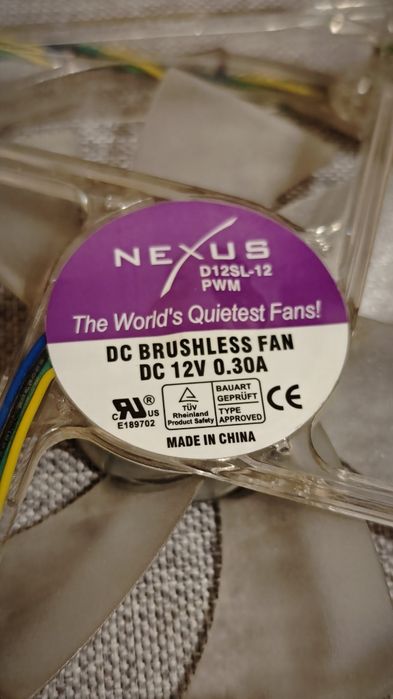 NEXUS
D12SL-12
PWM
The World's Quietest Fans!
DC BRUSHLESS FAN
DC 12V 0.30A
C RU ® US
E189702
TÜV
Rheinland
Product Safety
BAUART
GEPRÜFT
TYPE
APPROVED
CE
MADE IN CHINA